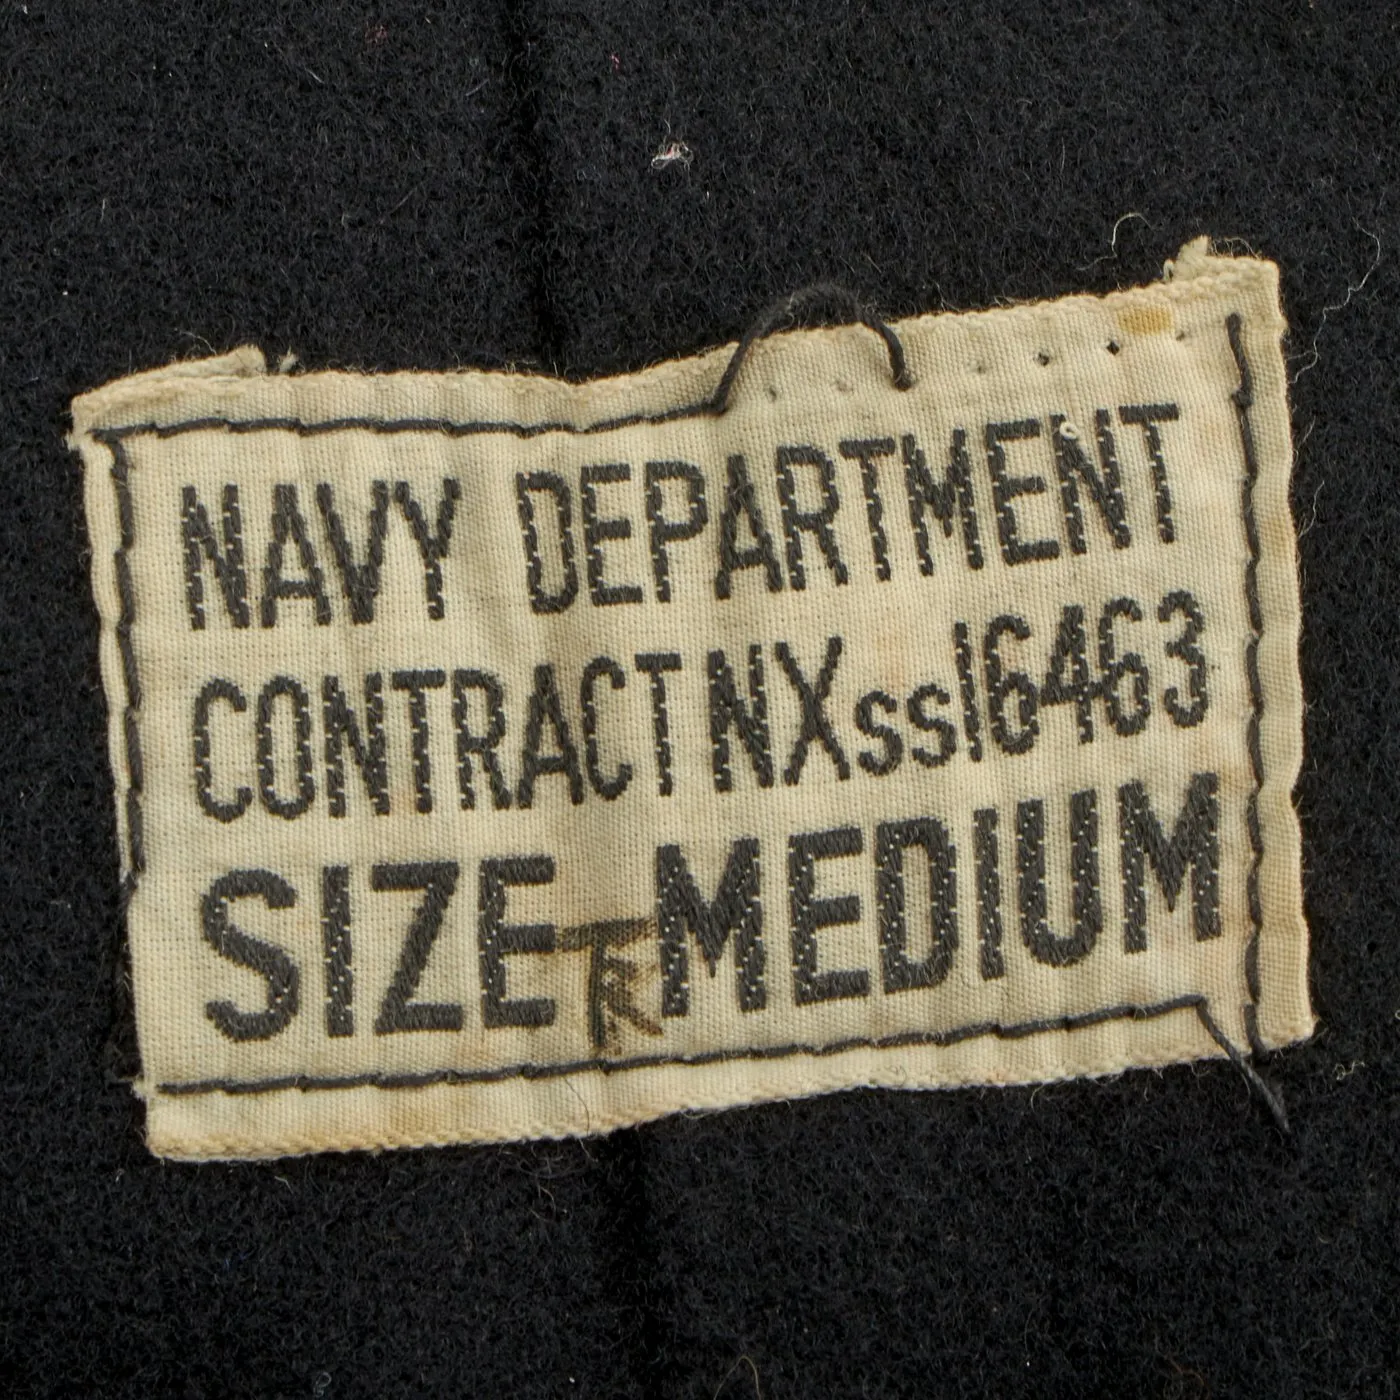 NAVY DEPARTMENT
CONTRACT NXss16463
SIZE MEDIUM